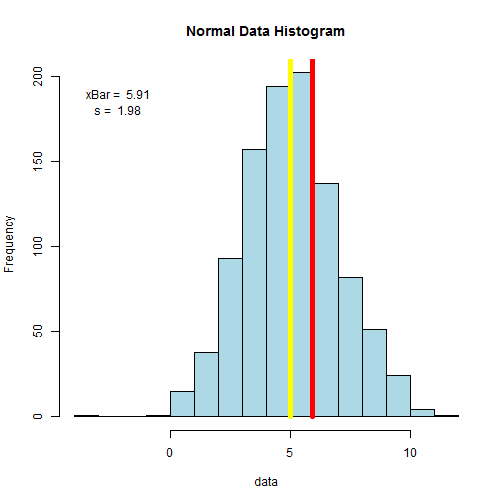 Normal Data Histogram
xBar =  5.91
s =  1.98
Frequency
200
150
100
50
0
0
5
10
data